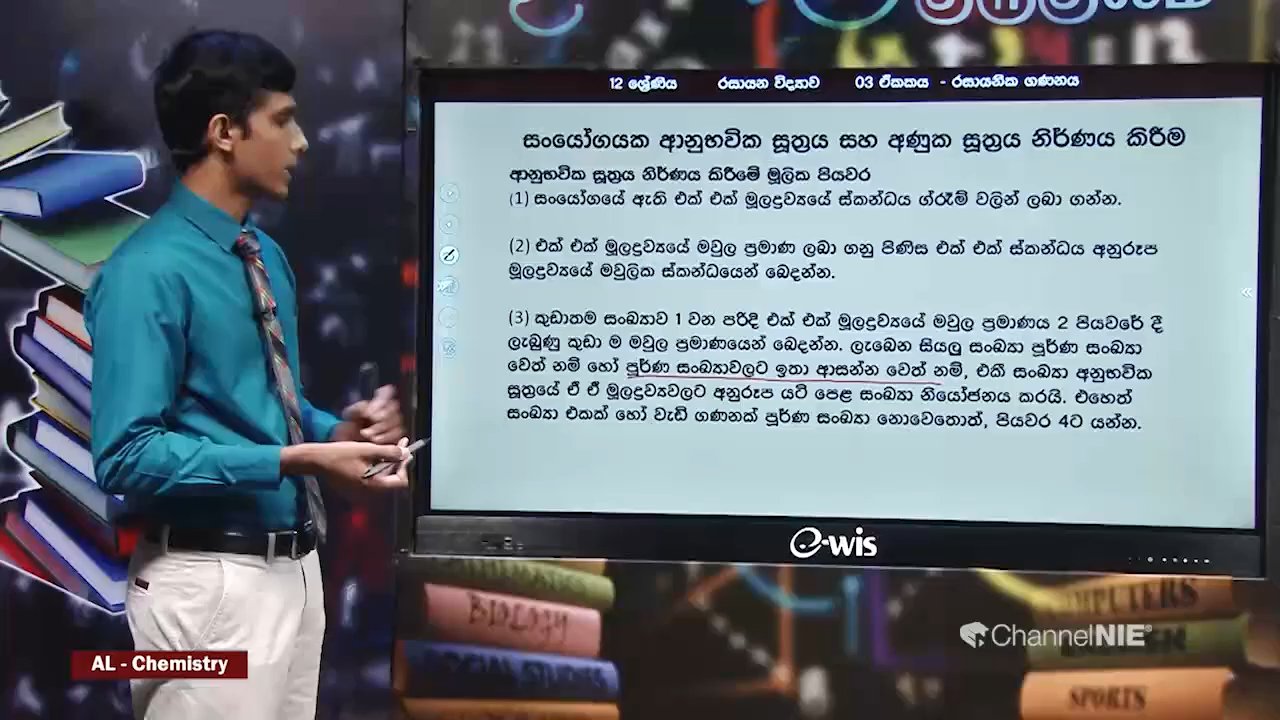 12 ශ්‍රේණිය රසායන විද්‍යාව 03 ඒකකය - රසායනික ගණනය
සංයෝගයක ආනුභවික සූත්‍රය සහ අණුක සූත්‍රය නිර්ණය කිරීම
ආනුභවික සූත්‍රය නිර්ණය කිරීමේ මූලික පියවර
(1) සංයෝගයේ ඇති එක් එක් මූලද්‍රව්‍යයේ ස්කන්ධය ග්රෑම් වලින් ලබා ගන්න.
(2) එක් එක් මූලද්‍රව්‍යයේ මවුල ප්‍රමාණ ලබා ගනු පිණිස එක් එක් ස්කන්ධය අනුරූප
මූලද්‍රව්‍යයේ මවුලික ස්කන්ධයෙන් බෙදන්න.
(3) කුඩාතම සංඛ්‍යාව 1 වන පරිදි එක් එක් මූලද්‍රව්‍යයේ මවුල ප්‍රමාණය 2 පියවරේ දී
ලැබුණු කුඩා ම මවුල ප්‍රමාණයෙන් බෙදන්න. ලැබෙන සියලු සංඛ්‍යා පූර්ණ සංඛ්‍යා
වෙත් නම් හෝ පූර්ණ සංඛ්‍යාවලට ඉතා ආසන්න වෙත් නම්, එකී සංඛ්‍යා අනුභවික
සූත්‍රයේ ඒ ඒ මූලද්‍රව්‍යවලට අනුරූප යටි පෙළ සංඛ්‍යා නියෝජනය කරයි. එහෙත්
සංඛ්‍යා එකක් හෝ වැඩි ගණනක් පූර්ණ සංඛ්‍යා නොවෙතොත්, පියවර 4ට යන්න.
e-wis
BIOLOGY
SOCIAL STUDIES
COMPUTERS
SPORTS
ChannelNIE
AL - Chemistry